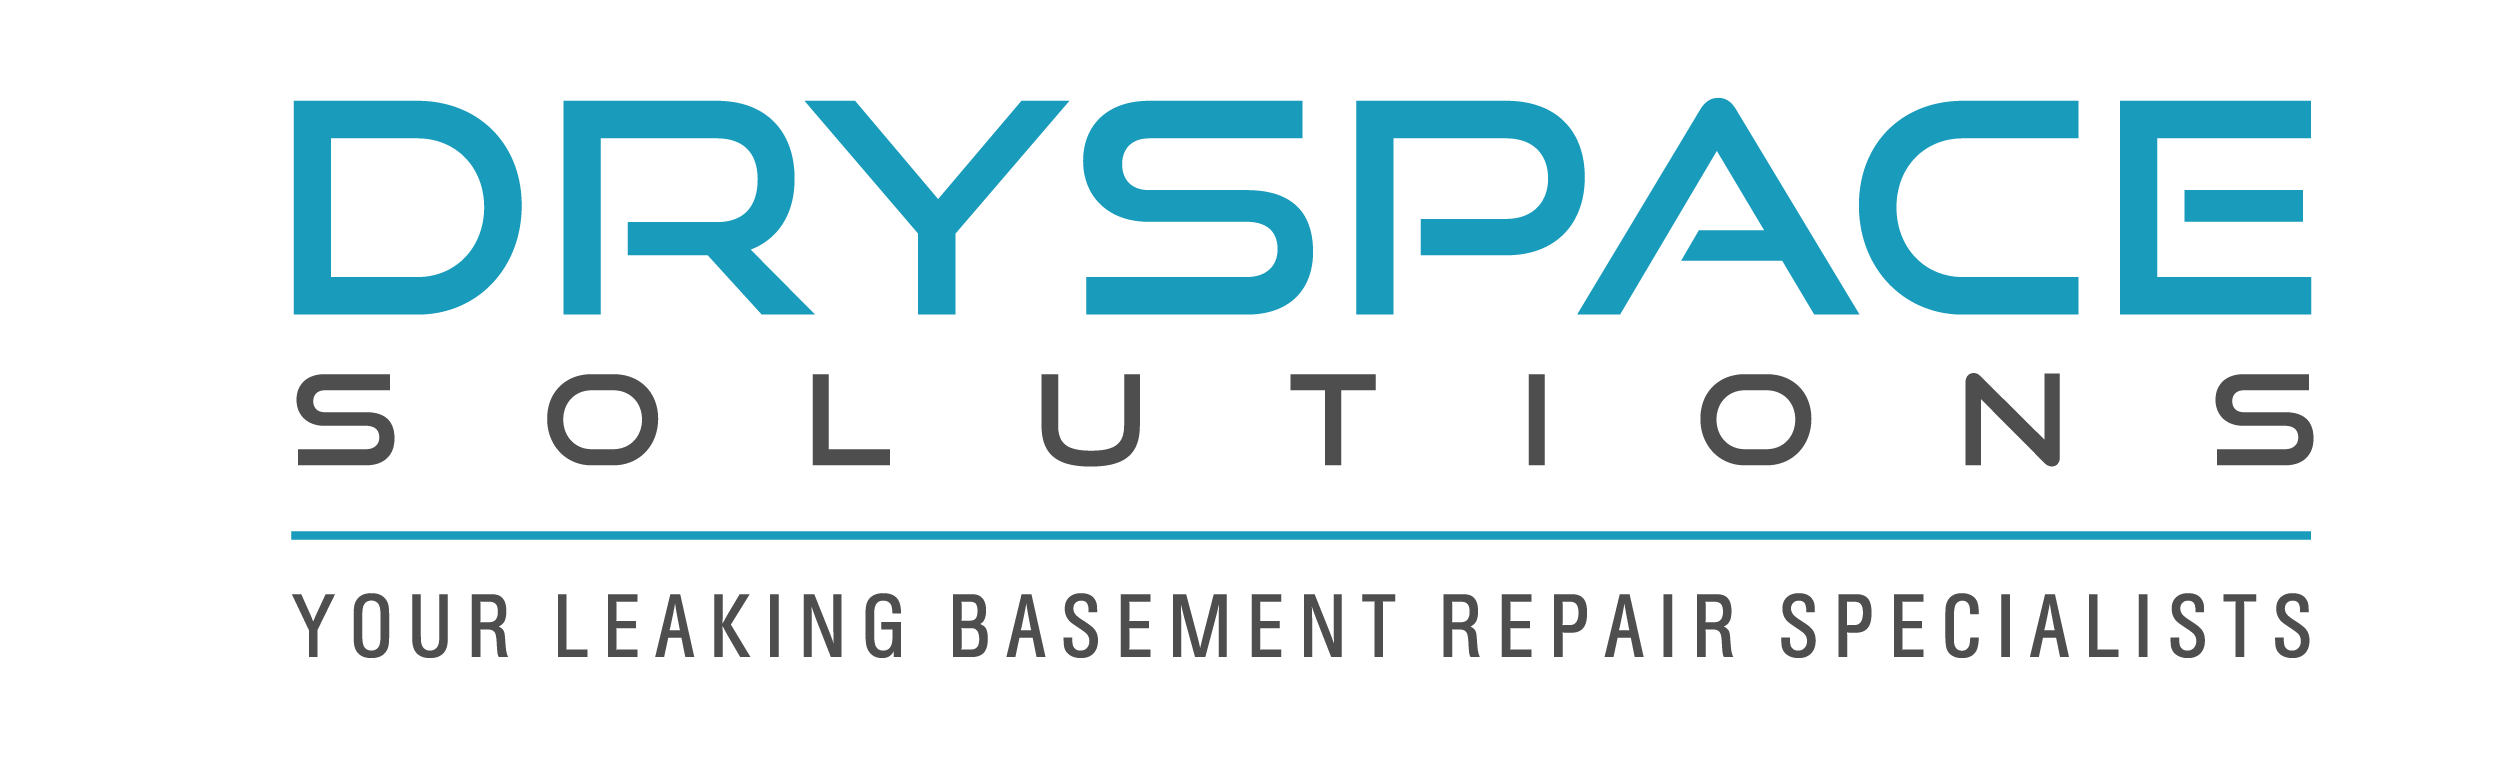 DRYSPACE
SOLUTIONS
YOUR LEAKING BASEMENT REPAIR SPECIALISTS